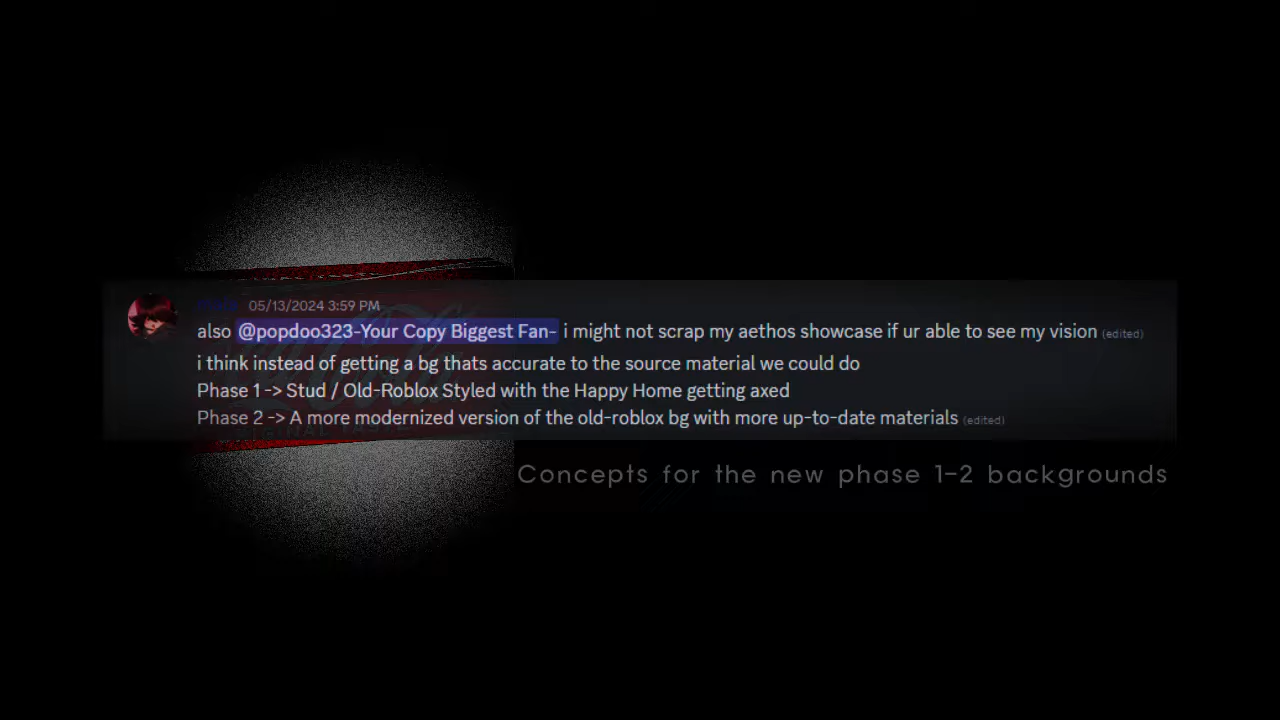 05/13/2024 3:59 PM
also @popdoo323-Your Copy Biggest Fan- i might not scrap my aethos showcase if ur able to see my vision (edited)
i think instead of getting a bg thats accurate to the source material we could do
Phase 1 -> Stud / Old-Roblox Styled with the Happy Home getting axed
Phase 2 -> A more modernized version of the old-roblox bg with more up-to-date materials (edited)
Concepts for the new phase 1-2 backgrounds